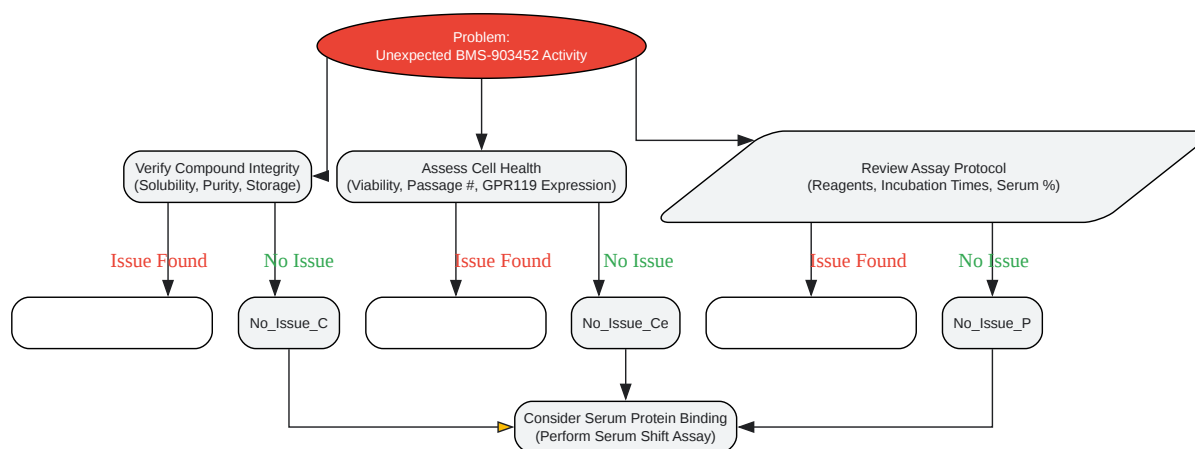 Problem:
Unexpected BMS-903452 Activity
Verify Compound Integrity
(Solubility, Purity, Storage)
Assess Cell Health
(Viability, Passage #, GPR119 Expression)
Review Assay Protocol
(Reagents, Incubation Times, Serum %)
Issue Found
No Issue
Issue Found
No Issue
Issue Found
No Issue
No_Issue_C
No_Issue_Ce
No_Issue_P
Consider Serum Protein Binding
(Perform Serum Shift Assay)